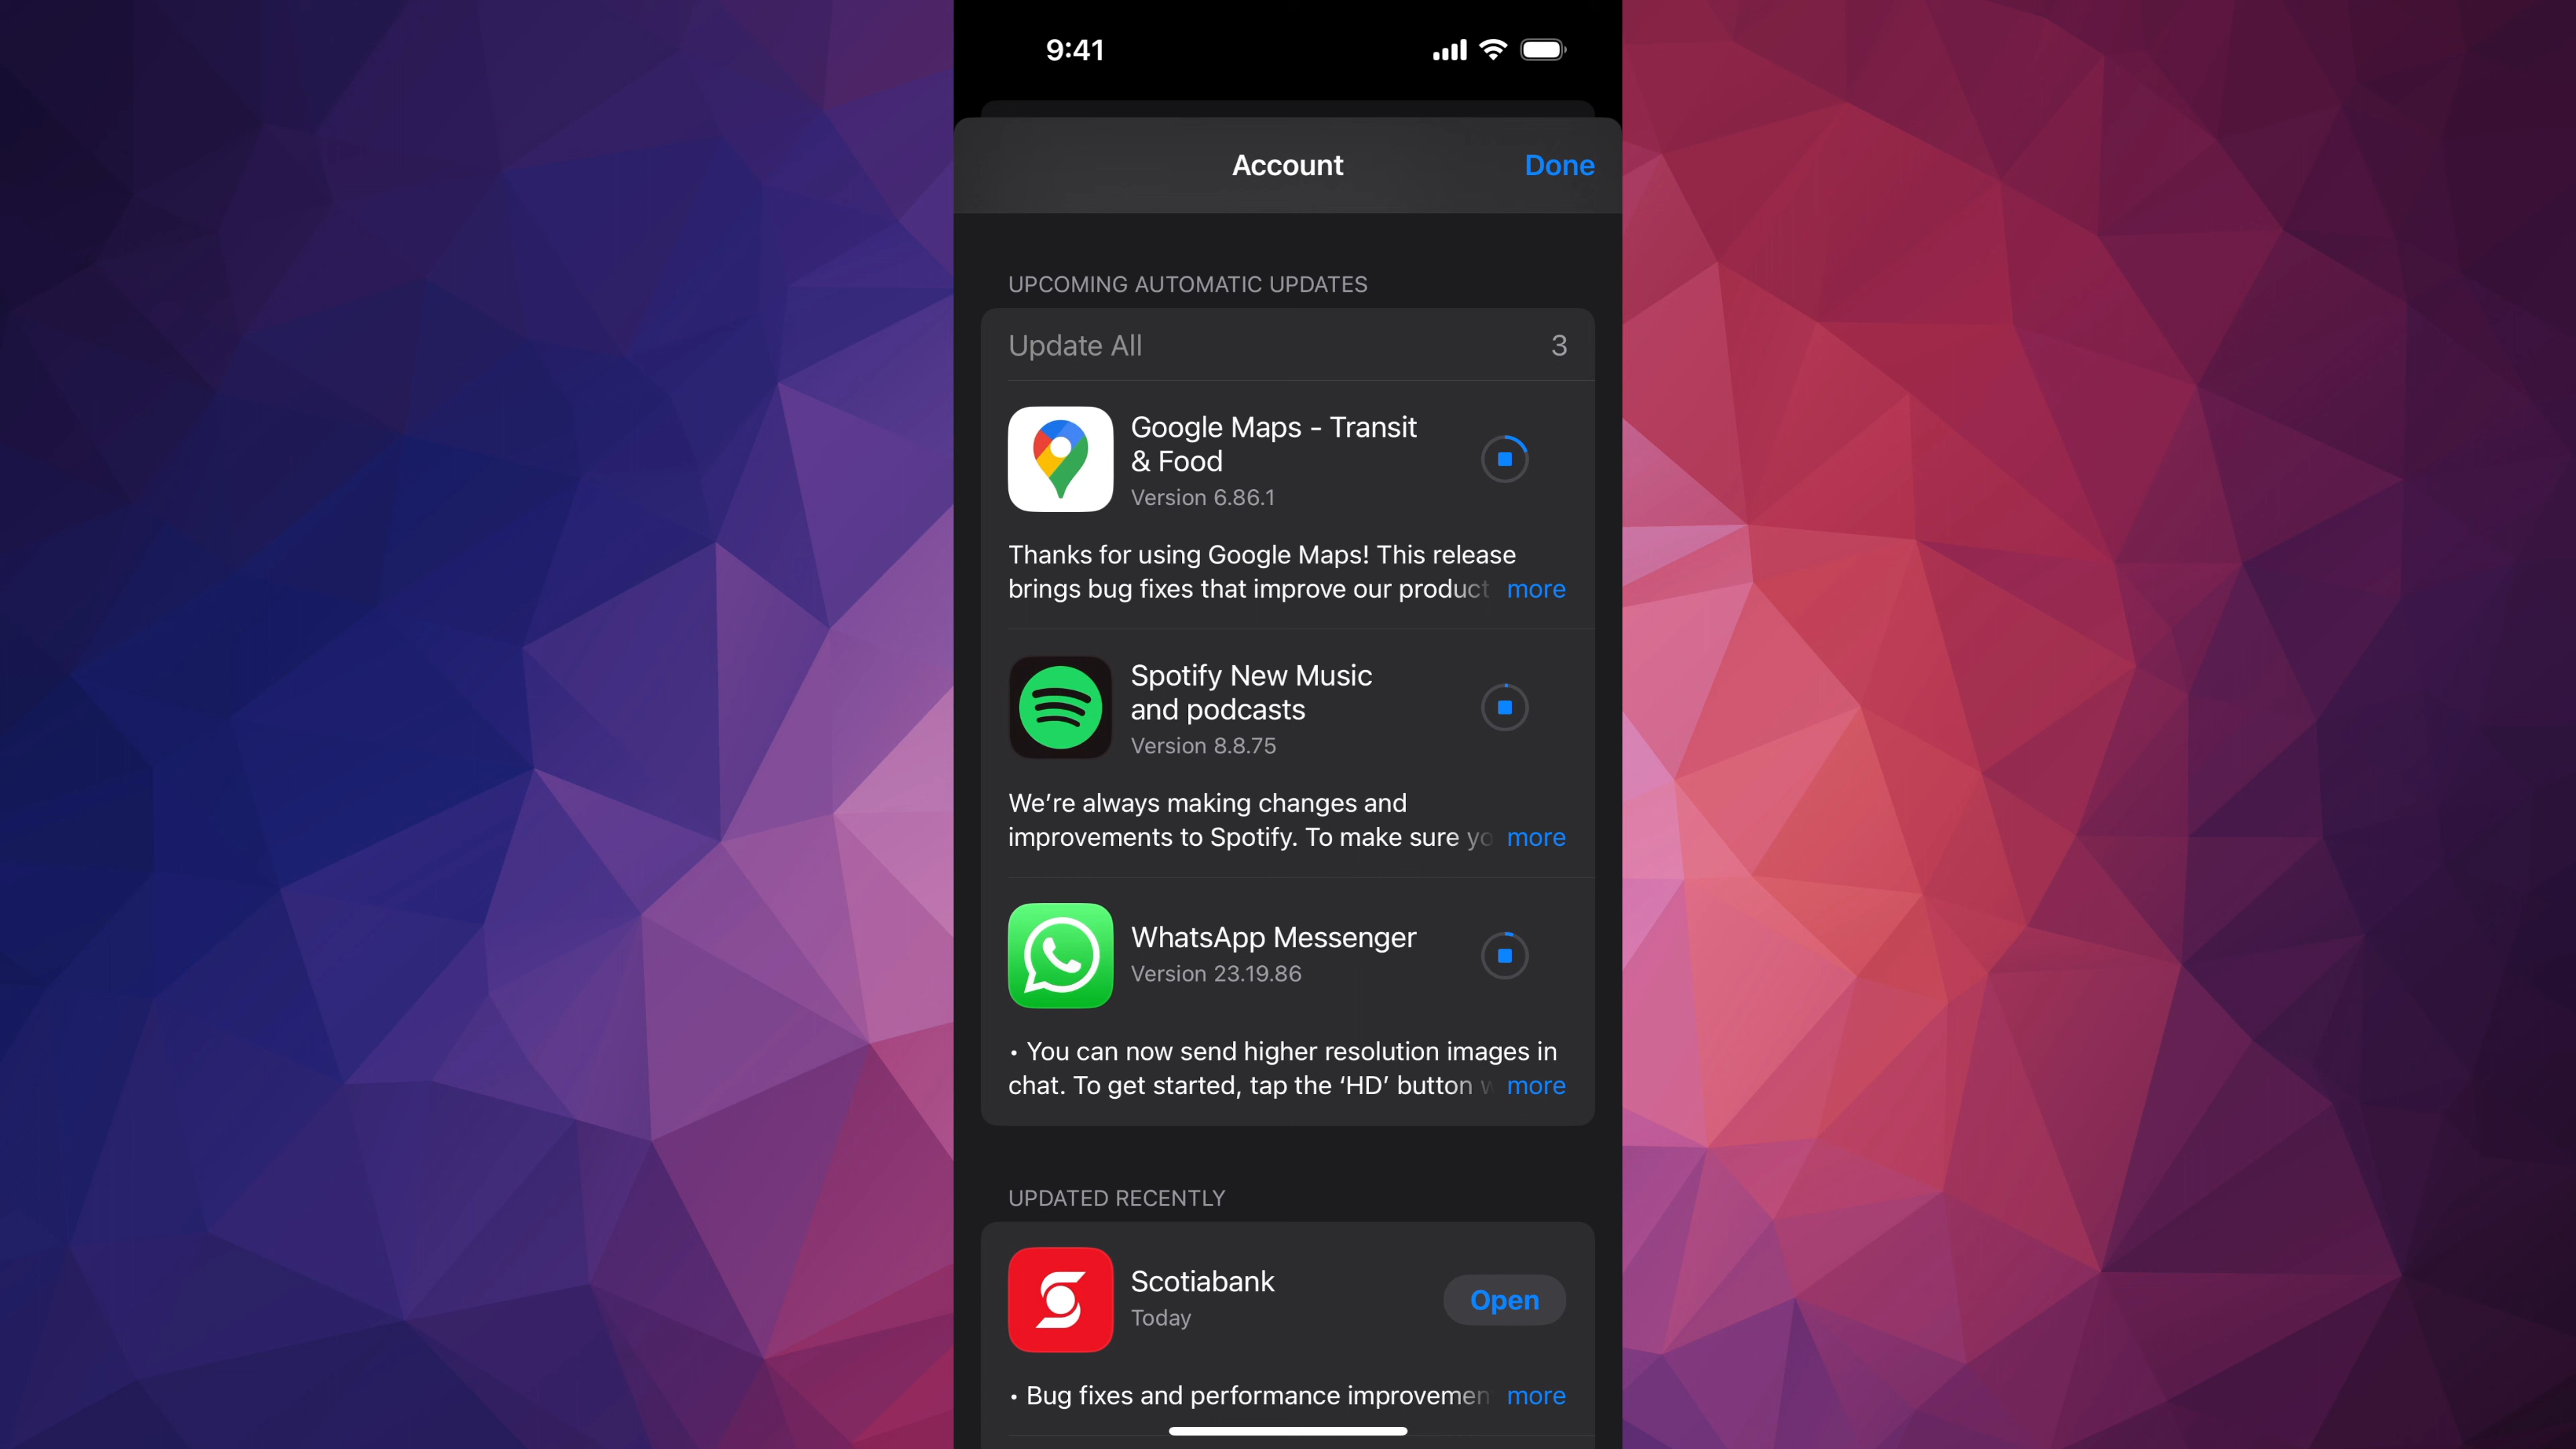 9:41
Account
Done
UPCOMING AUTOMATIC UPDATES
Update All
3
Google Maps - Transit
& Food
Version 6.86.1
Thanks for using Google Maps! This release
brings bug fixes that improve our product more
Spotify New Music
and podcasts
Version 8.8.75
We’re always making changes and
improvements to Spotify. To make sure more
WhatsApp Messenger
Version 23.19.86
• You can now send higher resolution images in
chat. To get started, tap the ‘HD’ button more
UPDATED RECENTLY
Scotiabank
Today
Open
• Bug fixes and performance improvemen more